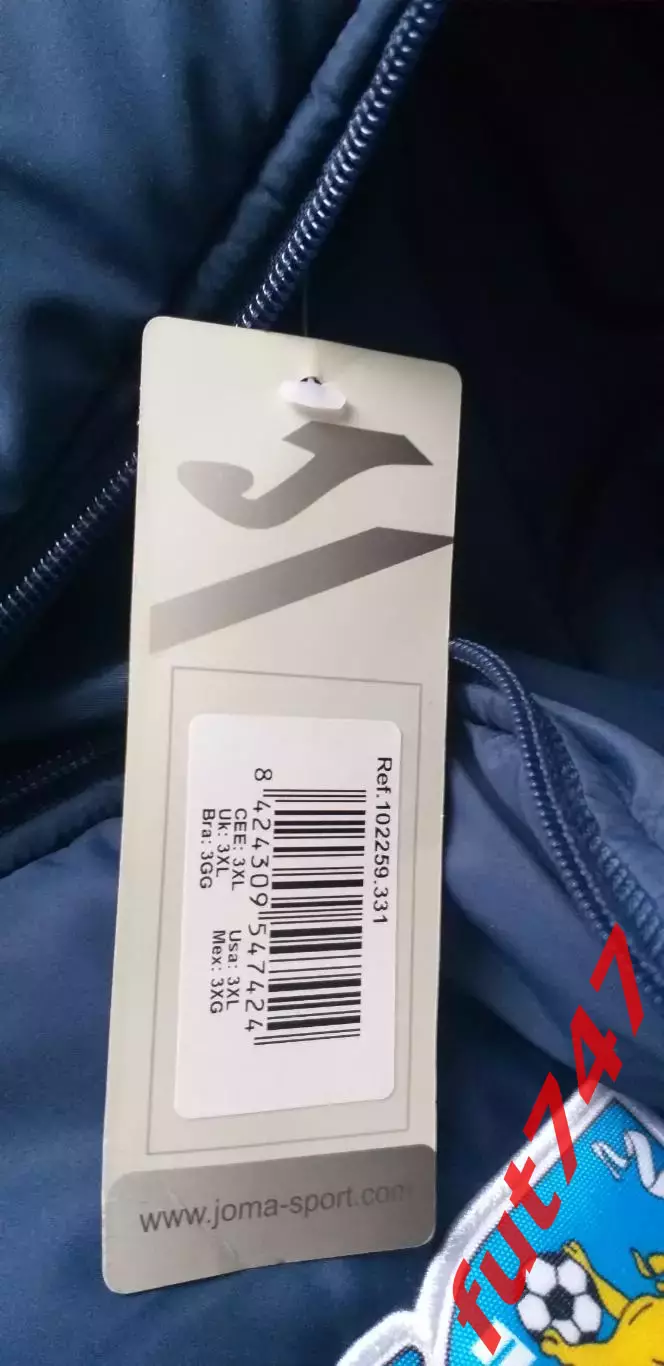 Ref.102259.331
8 424309 547424
CEE: 3XL Usa: 3XL
Uk: 3XL Mex: 3XG
Bra: 3GG
www.joma-sport.com
fut747